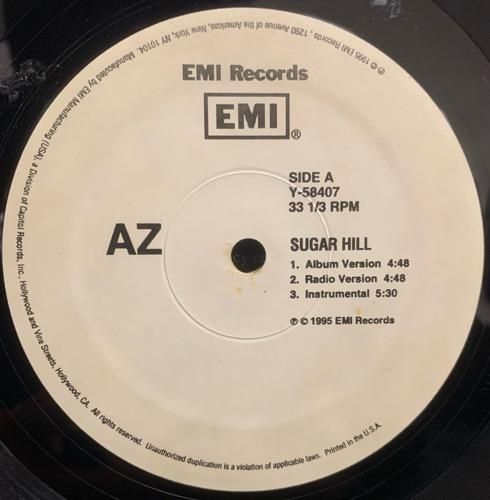 EMI Records
EMI®
SIDE A
Y-58407
33 1/3 RPM
AZ
SUGAR HILL
1. Album Version 4:48
2. Radio Version 4:48
3. Instrumental 5:30
℗ © 1995 EMI Records
℗ © 1995 EMI Records, 1290 Avenue of the Americas, New York, NY 10104. Manufactured by EMI Manufacturing (USA), a Division of Capitol Records, Inc., Hollywood and Vine Streets, Hollywood, CA. All rights reserved. Unauthorized duplication is a violation of applicable laws. Printed in the U.S.A.